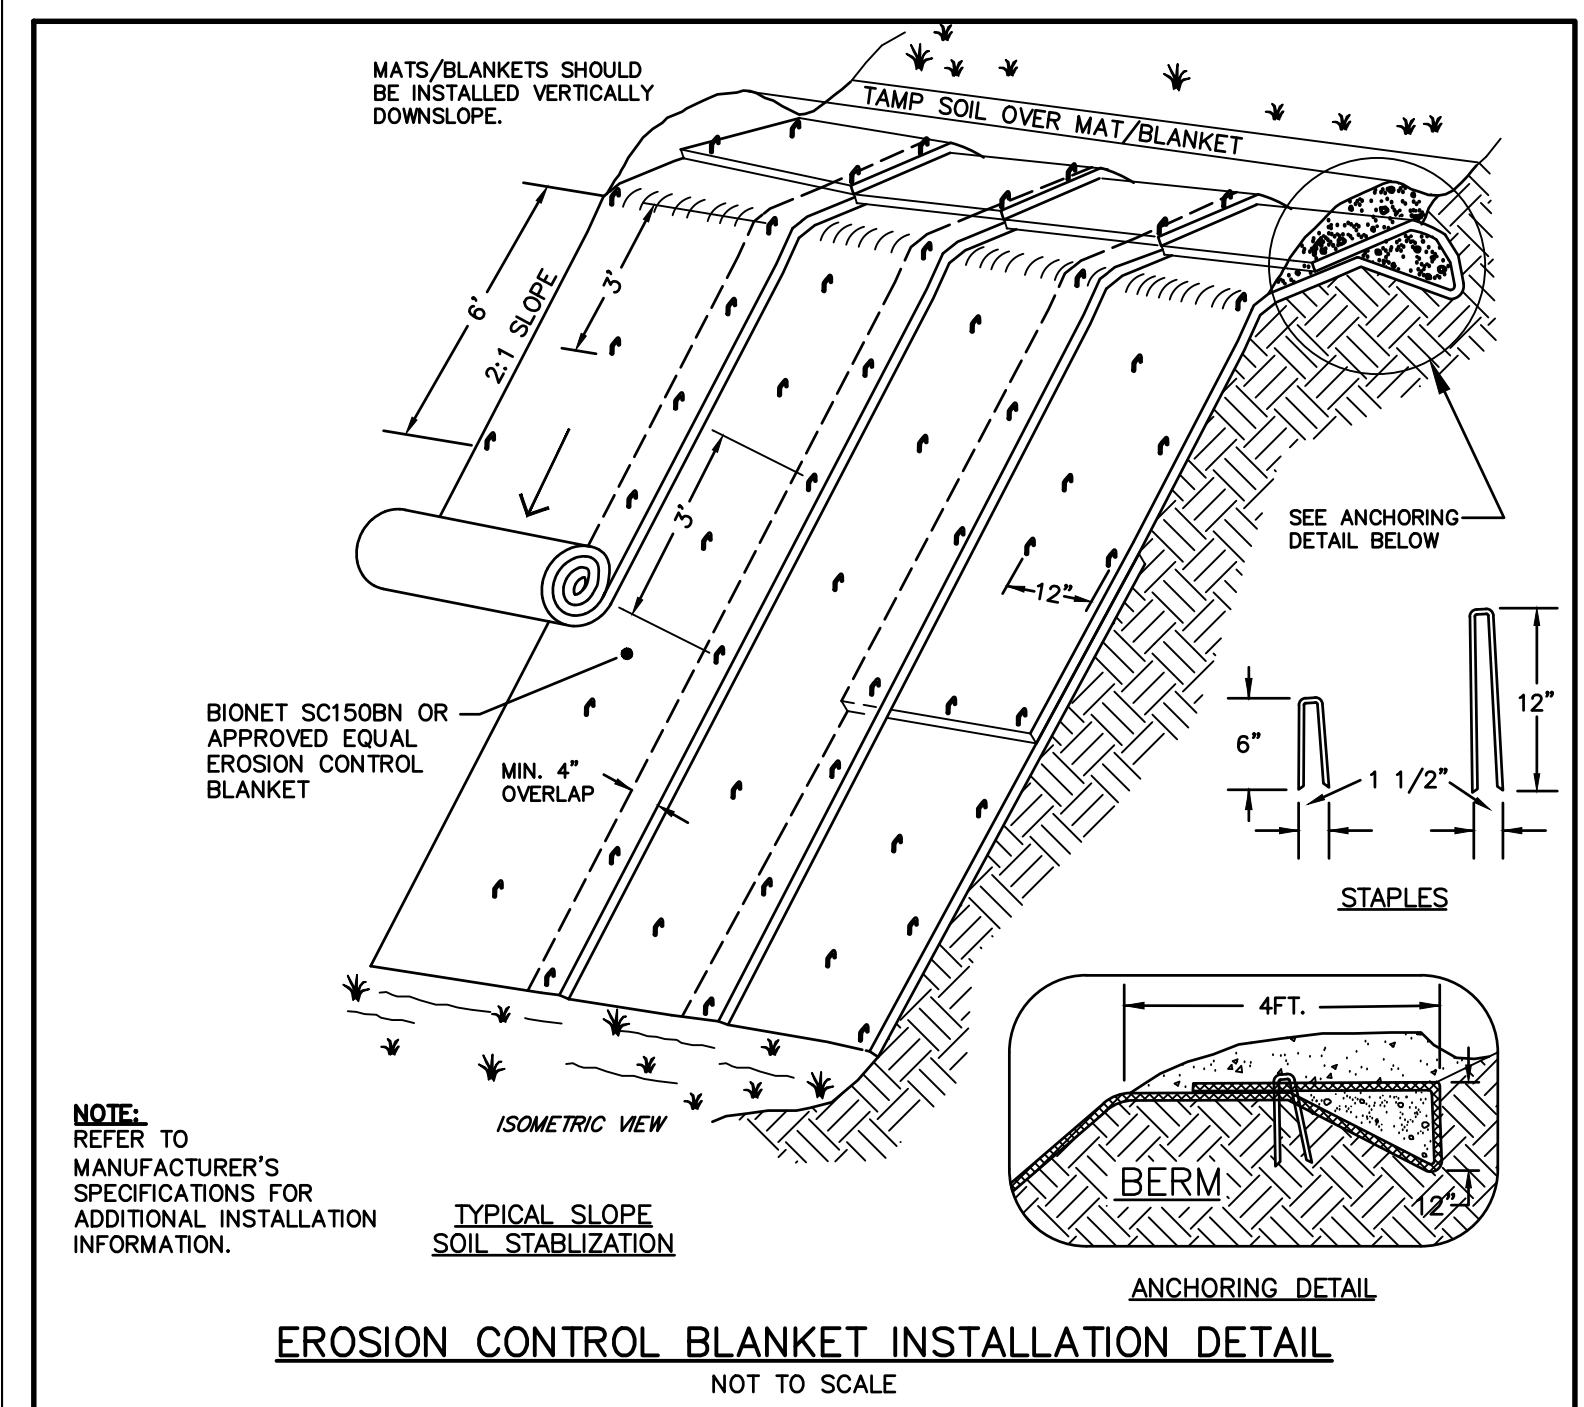 MATS/BLANKETS SHOULD
BE INSTALLED VERTICALLY
DOWNSLOPE.
TAMP SOIL OVER MAT/BLANKET
6'
3'
2:1 SLOPE
3'
12"
SEE ANCHORING
DETAIL BELOW
BIONET SC150BN OR
APPROVED EQUAL
EROSION CONTROL
BLANKET
MIN. 4"
OVERLAP
6"
12"
1 1/2"
STAPLES
4FT.
BERM
12"
ANCHORING DETAIL
ISOMETRIC VIEW
NOTE:
REFER TO
MANUFACTURER'S
SPECIFICATIONS FOR
ADDITIONAL INSTALLATION
INFORMATION.
TYPICAL SLOPE
SOIL STABLIZATION
EROSION CONTROL BLANKET INSTALLATION DETAIL
NOT TO SCALE